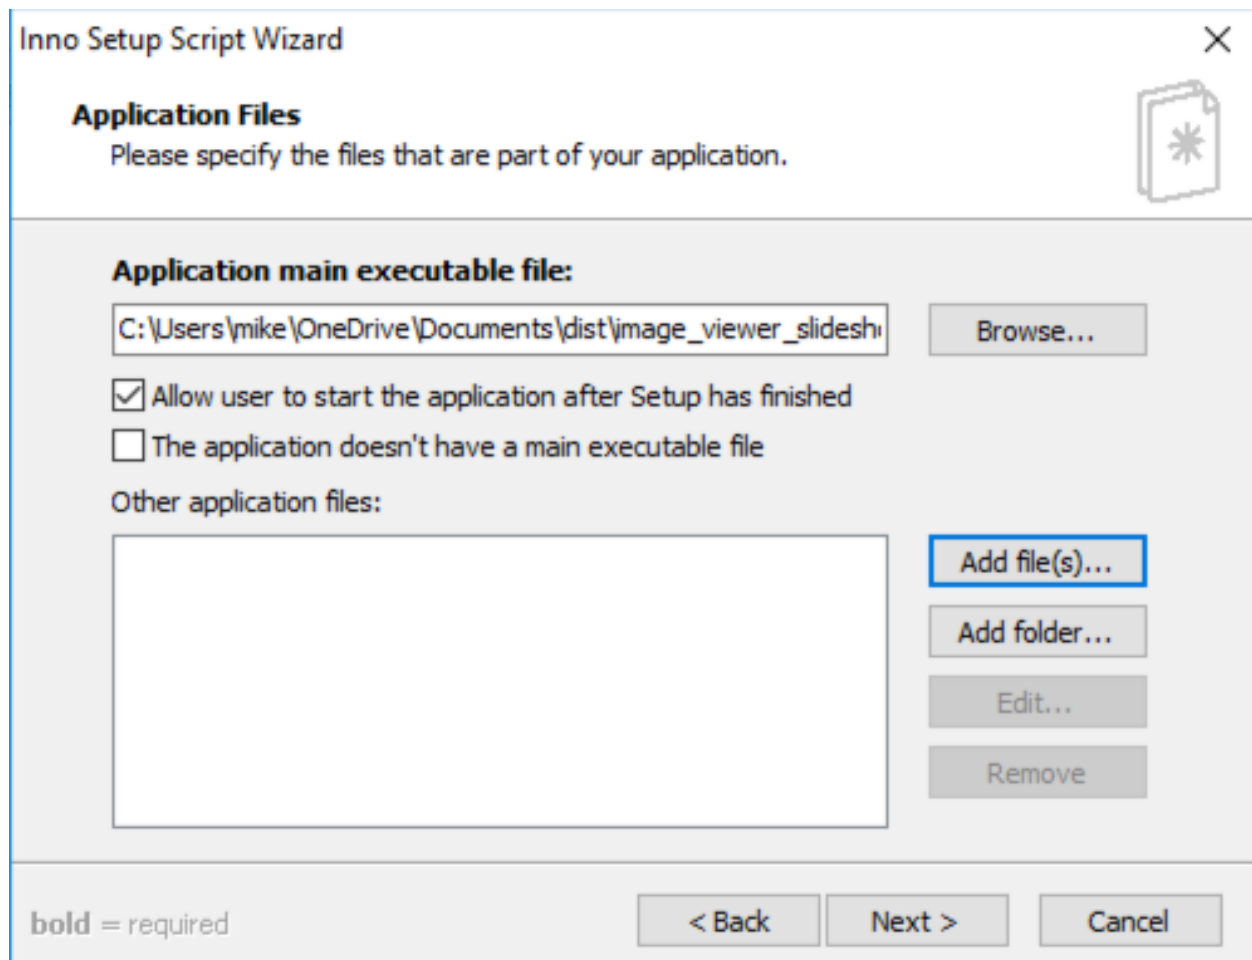 Inno Setup Script Wizard
Application Files
Please specify the files that are part of your application.
Application main executable file:
C:\Users\mike\OneDrive\Documents\dist\image_viewer_slidesh
Browse...
Allow user to start the application after Setup has finished
The application doesn't have a main executable file
Other application files:
Add file(s)...
Add folder...
Edit...
Remove
bold = required
< Back
Next >
Cancel